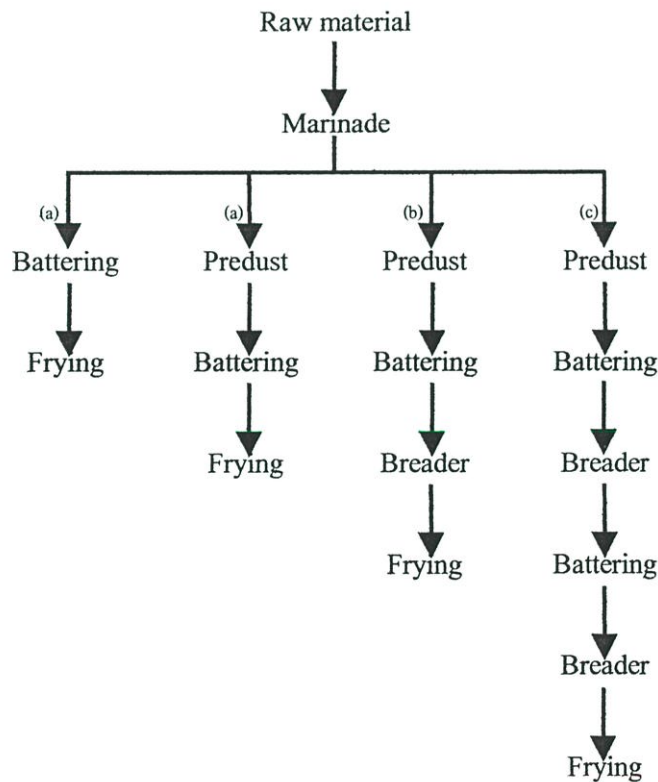 Raw material
Marinade
(a) (a) (b) (c)
Battering Predust Predust Predust
Frying Battering Battering Battering
Frying Breader Breader
Frying Battering
Breader
Frying